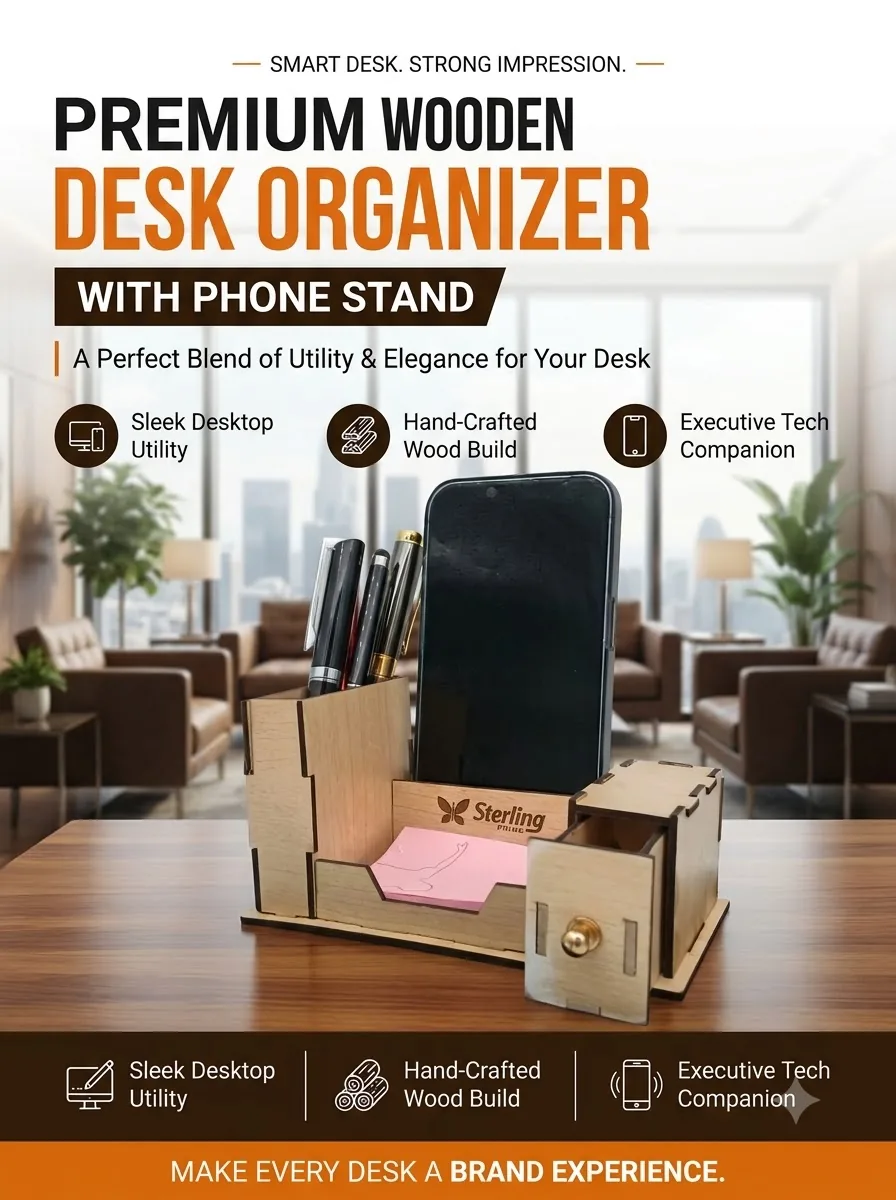 SMART DESK. STRONG IMPRESSION.
PREMIUM WOODEN
DESK ORGANIZER
WITH PHONE STAND
A Perfect Blend of Utility & Elegance for Your Desk
Sleek Desktop
Utility
Hand-Crafted
Wood Build
Executive Tech
Companion
Sterling
Sleek Desktop
Utility
Hand-Crafted
Wood Build
Executive Tech
Companion
MAKE EVERY DESK A BRAND EXPERIENCE.